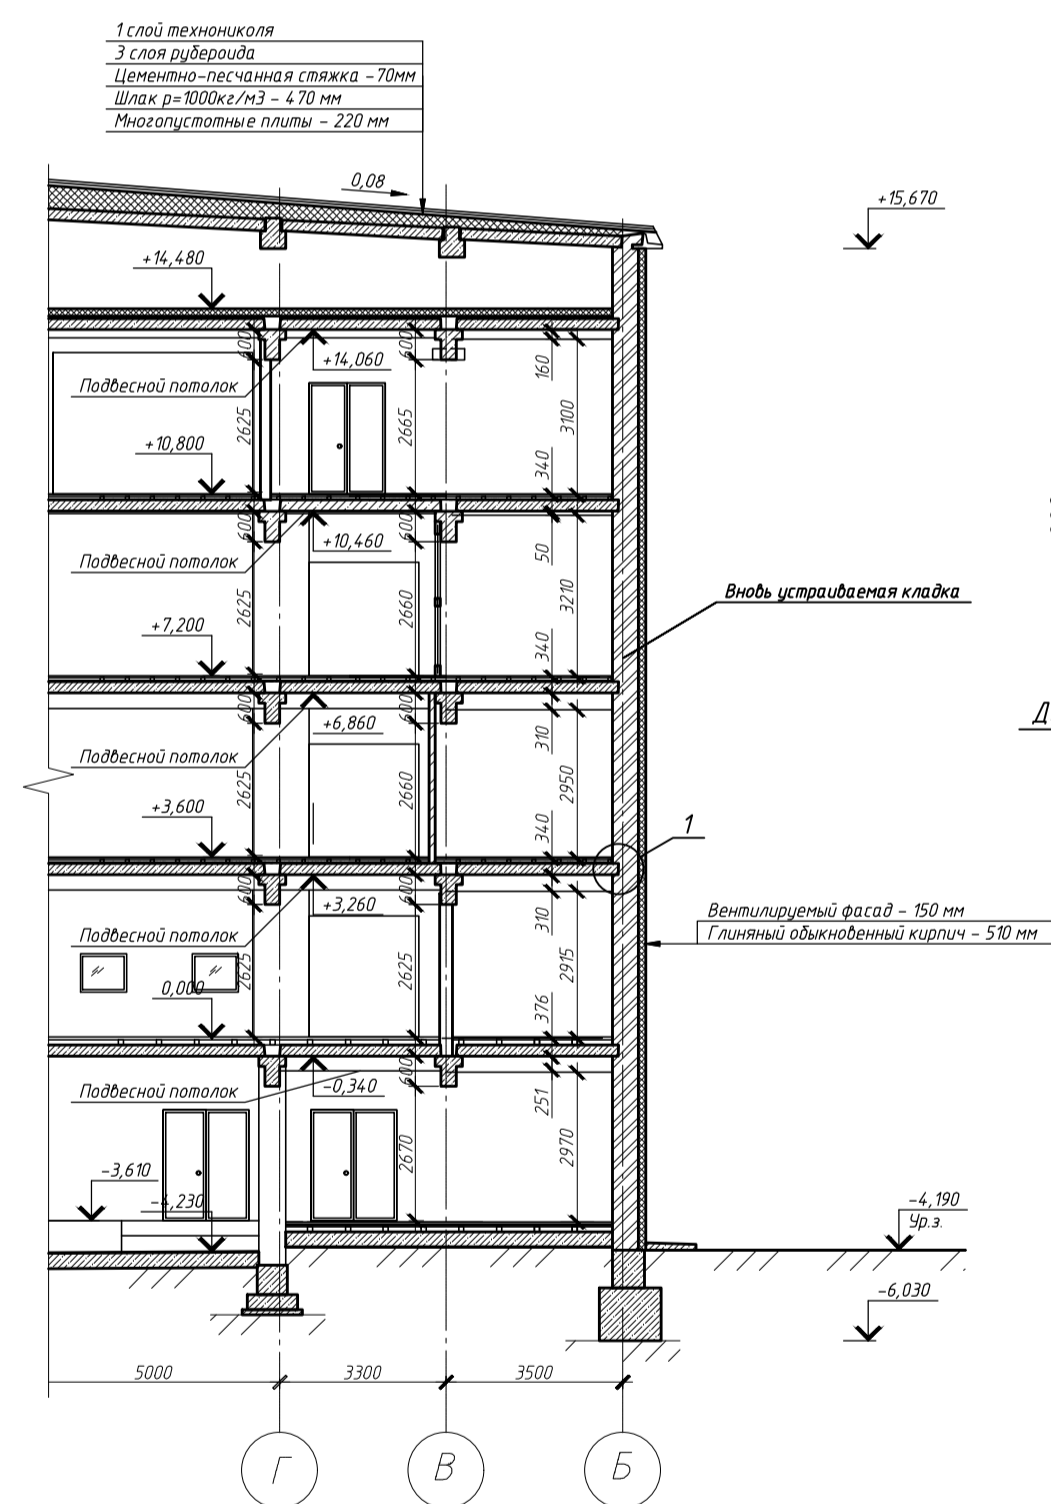 1 слой технониколя
3 слоя рубероида
Цементно-песчанная стяжка -70мм
Шлак р=1000кг/м3 - 470 мм
Многопустотные плиты - 220 мм
0,08
+15,670
+14,480
600
+14,060
600
160
Подвесной потолок
2625
2665
3100
+10,800
340
600
+10,460
600
50
Подвесной потолок
2625
2660
3210
Вновь устраиваемая кладка
+7,200
340
600
+6,860
600
310
Д
Подвесной потолок
2625
2660
2950
+3,600
340
1
600
+3,260
600
310
Вентилируемый фасад - 150 мм
Глиняный обыкновенный кирпич - 510 мм
Подвесной потолок
2625
2625
2915
0,000
376
600
-0,340
251
Подвесной потолок
2670
2970
-3,610
-4,230
-4,190
Ур.з.
-6,030
5000
3300
3500
Г
В
Б